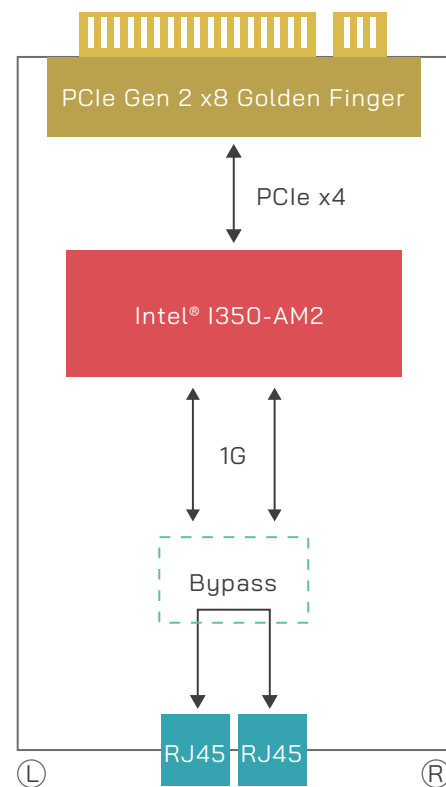 PCIe Gen 2 x8 Golden Finger
PCIe x4
Intel® I350-AM2
1G
Bypass
RJ45 RJ45
L R